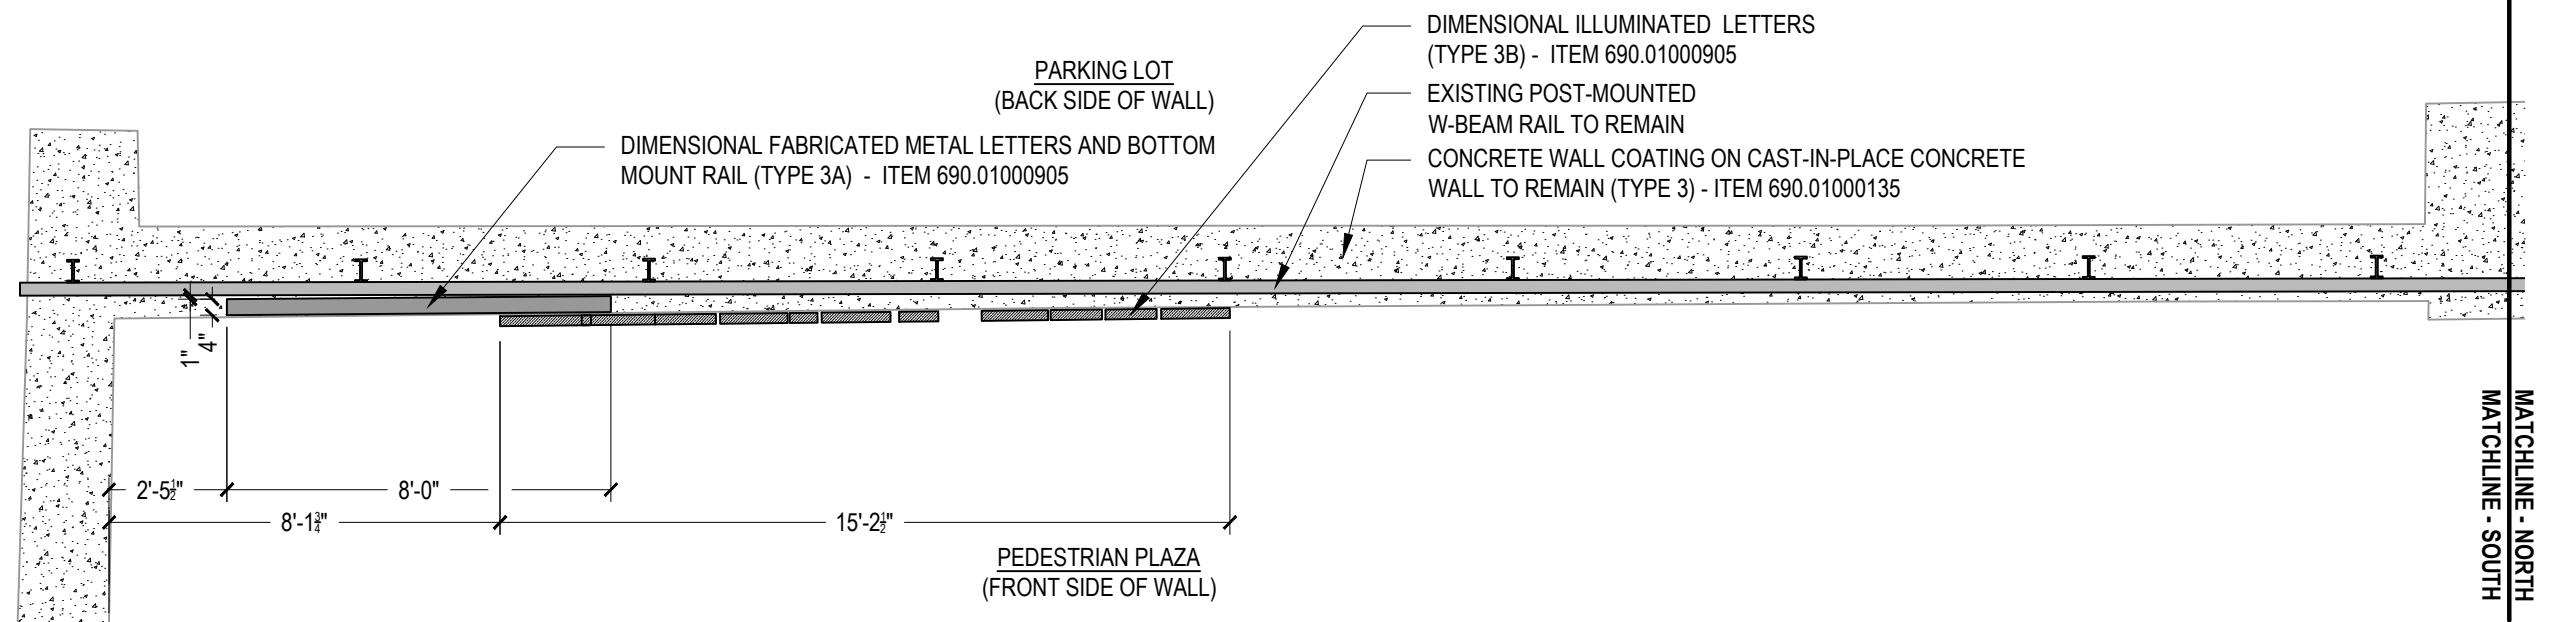 DIMENSIONAL ILLUMINATED LETTERS
(TYPE 3B) - ITEM 690.01000905
PARKING LOT
(BACK SIDE OF WALL)
EXISTING POST-MOUNTED
W-BEAM RAIL TO REMAIN
DIMENSIONAL FABRICATED METAL LETTERS AND BOTTOM
MOUNT RAIL (TYPE 3A) - ITEM 690.01000905
CONCRETE WALL COATING ON CAST-IN-PLACE CONCRETE
WALL TO REMAIN (TYPE 3) - ITEM 690.01000135
1"
4"
2'-5½"
8'-0"
8'-1¾"
15'-2½"
PEDESTRIAN PLAZA
(FRONT SIDE OF WALL)
MATCHLINE - SOUTH
MATCHLINE - NORTH